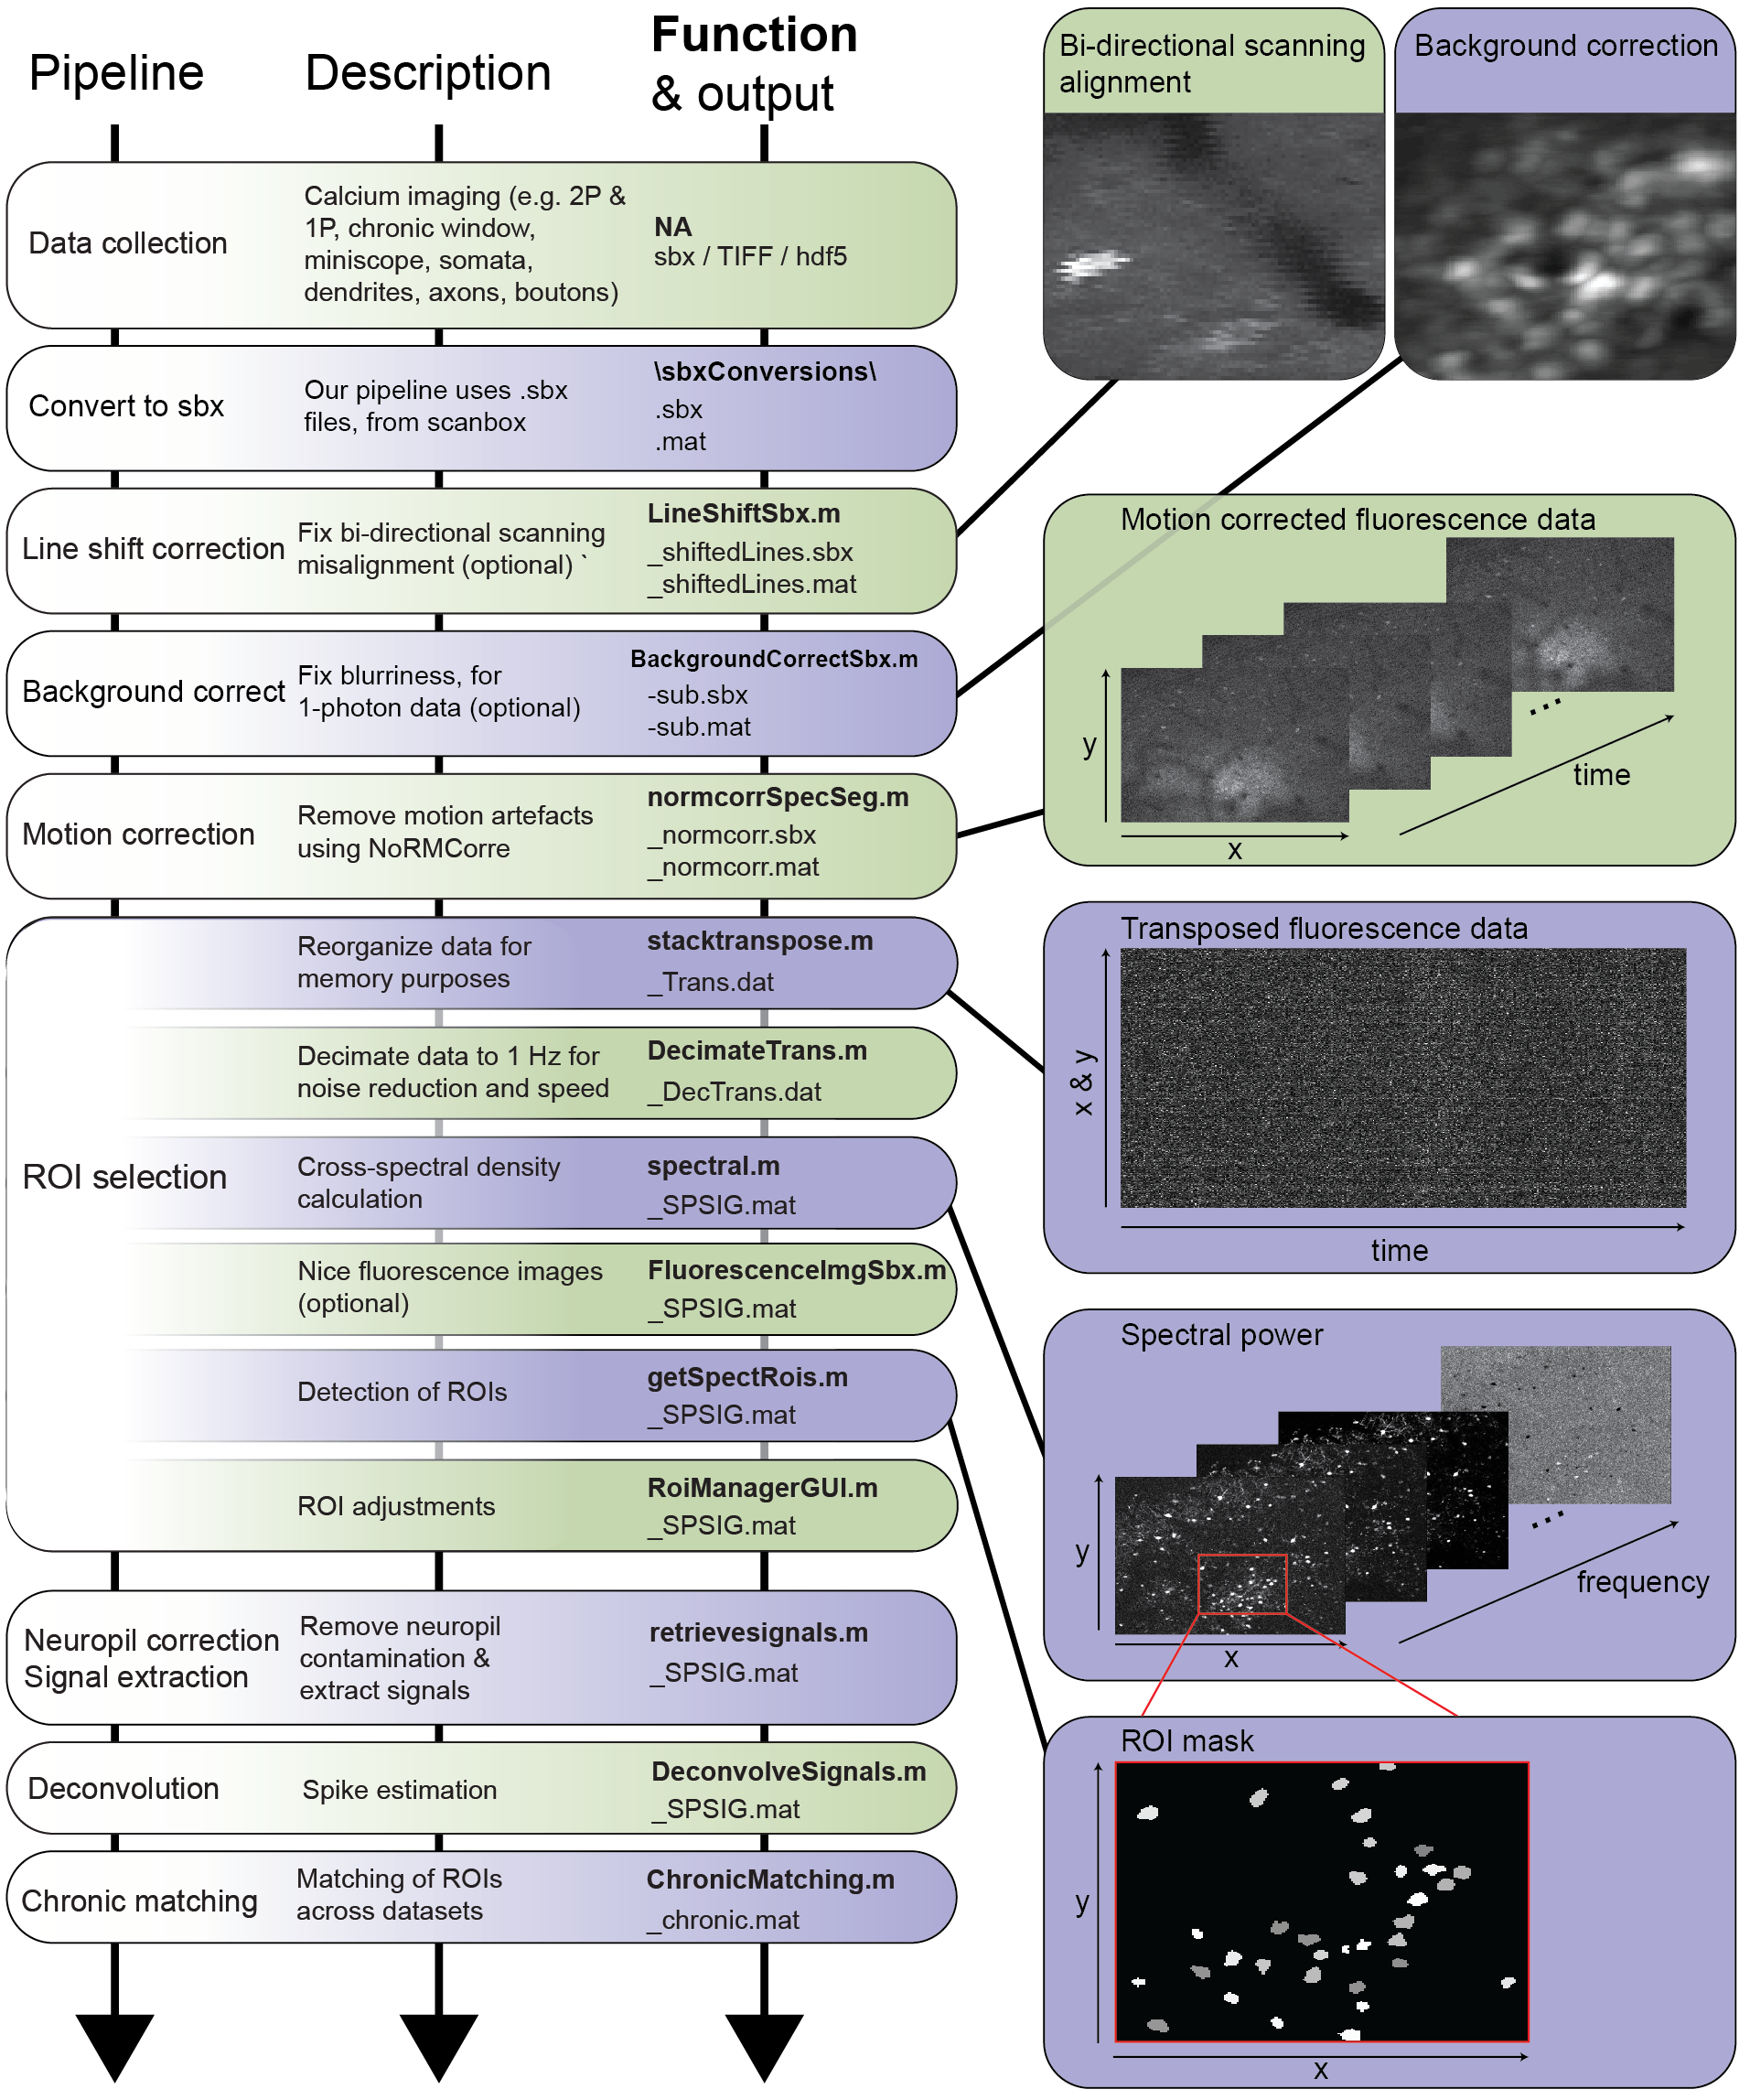 Pipeline
Description
Function
& output
Data collection
Calcium imaging (e.g. 2P &
1P, chronic window,
miniscope, somata,
dendrites, axons, boutons)
NA
sbx / TIFF / hdf5
Convert to sbx
Our pipeline uses .sbx
files, from scanbox
\sbxConversions\
.sbx
.mat
Line shift correction
Fix bi-directional scanning
misalignment (optional) `
LineShiftSbx.m
_shiftedLines.sbx
_shiftedLines.mat
Background correct
Fix blurriness, for
1-photon data (optional)
BackgroundCorrectSbx.m
-sub.sbx
-sub.mat
Motion correction
Remove motion artefacts
using NoRMCorre
normcorrSpecSeg.m
_normcorr.sbx
_normcorr.mat
ROI selection
Reorganize data for
memory purposes
stacktranspose.m
_Trans.dat
Decimate data to 1 Hz for
noise reduction and speed
DecimateTrans.m
_DecTrans.dat
Cross-spectral density
calculation
spectral.m
_SPSIG.mat
Nice fluorescence images
(optional)
FluorescenceImgSbx.m
_SPSIG.mat
Detection of ROIs
getSpectRois.m
_SPSIG.mat
ROI adjustments
RoiManagerGUI.m
_SPSIG.mat
Neuropil correction
Signal extraction
Remove neuropil
contamination &
extract signals
retrievesignals.m
_SPSIG.mat
Deconvolution
Spike estimation
DeconvolveSignals.m
_SPSIG.mat
Chronic matching
Matching of ROIs
across datasets
ChronicMatching.m
_chronic.mat
Bi-directional scanning
alignment
Background correction
Motion corrected fluorescence data
y
x
time
Transposed fluorescence data
x & y
time
Spectral power
y
x
frequency
ROI mask
y
x